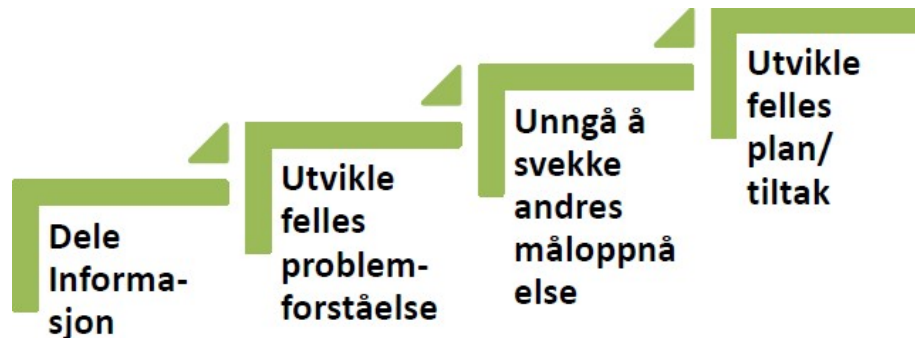 Dele
Informa-
sjon
Utvikle
felles
problem-
forståelse
Unngå å
svekke
andres
måloppnå
else
Utvikle
felles
plan/
tiltak